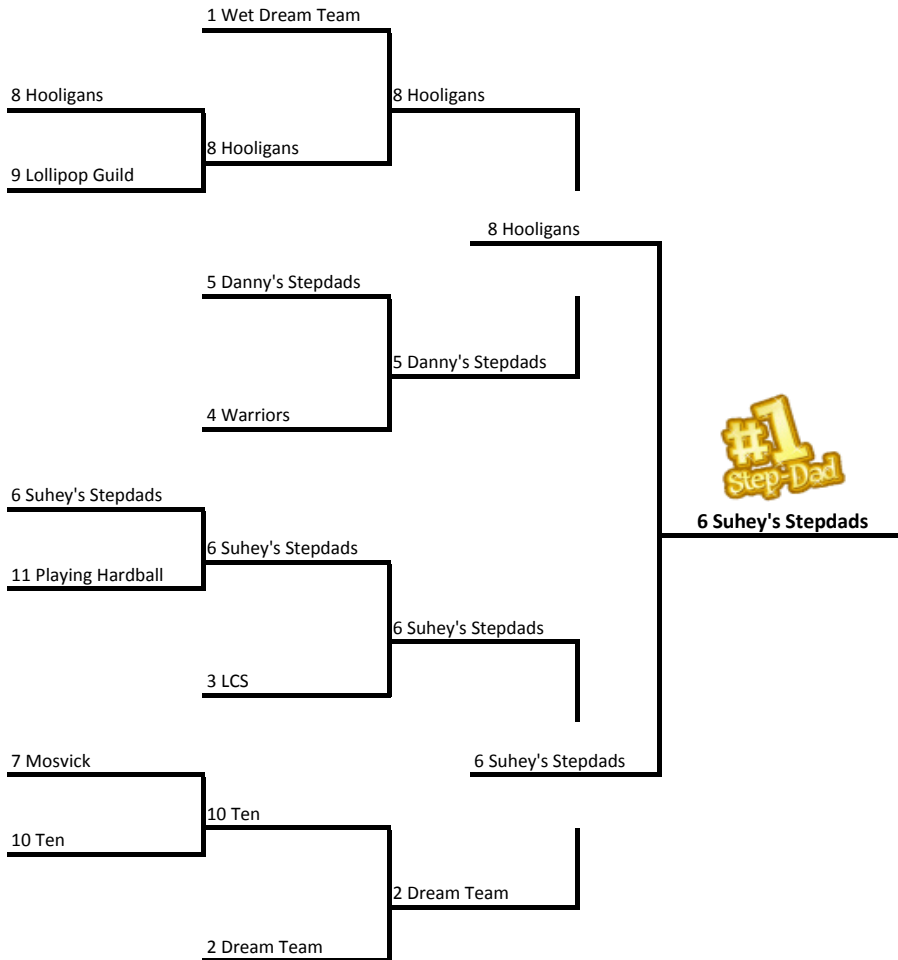 1 Wet Dream Team
8 Hooligans
8 Hooligans
8 Hooligans
9 Lollipop Guild
8 Hooligans
5 Danny's Stepdads
5 Danny's Stepdads
4 Warriors
#1
Step-Dad
6 Suhey's Stepdads
6 Suhey's Stepdads
6 Suhey's Stepdads
11 Playing Hardball
6 Suhey's Stepdads
3 LCS
7 Mosvick
6 Suhey's Stepdads
10 Ten
10 Ten
2 Dream Team
2 Dream Team